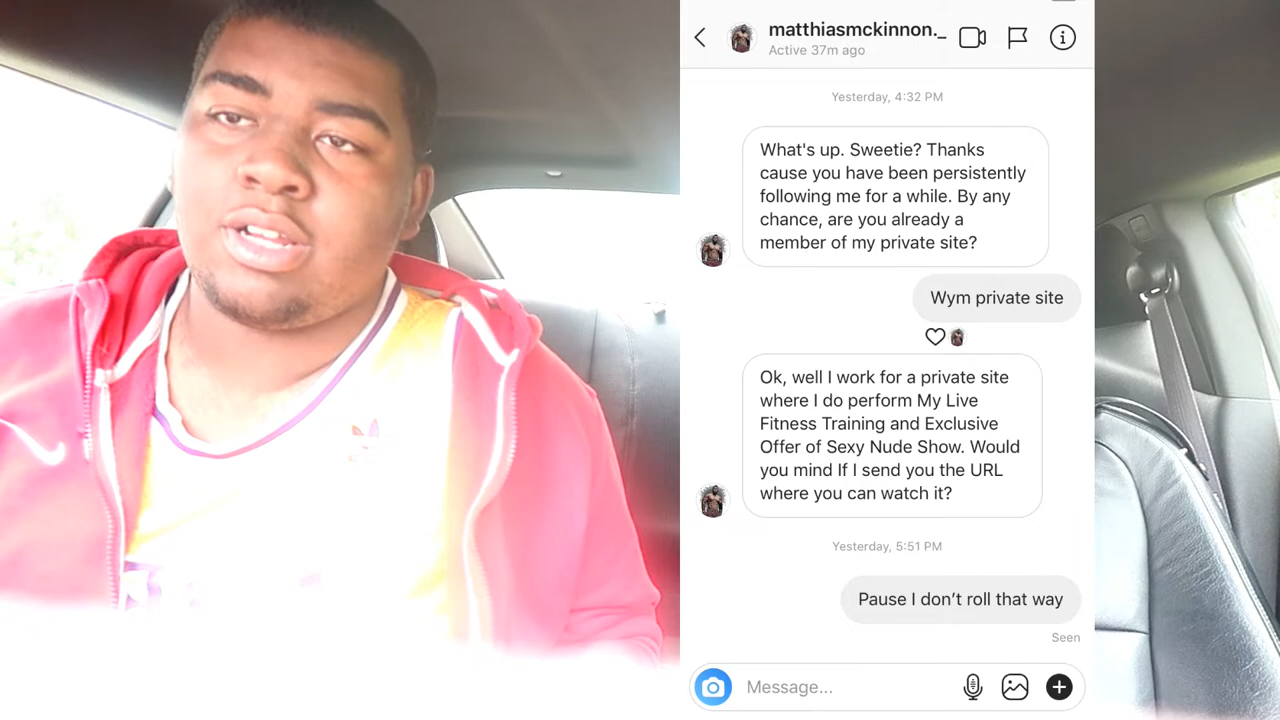 matthiasmckinnon._
Active 37m ago
Yesterday, 4:32 PM
What's up. Sweetie? Thanks
cause you have been persistently
following me for a while. By any
chance, are you already a
member of my private site?
Wym private site
Ok, well I work for a private site
where I do perform My Live
Fitness Training and Exclusive
Offer of Sexy Nude Show. Would
you mind If I send you the URL
where you can watch it?
Yesterday, 5:51 PM
Pause I don’t roll that way
Seen
Message...